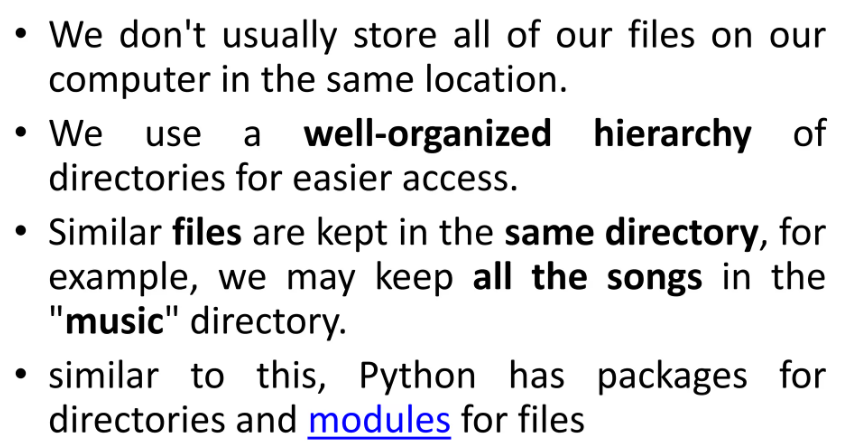 • We don't usually store all of our files on our
computer in the same location.
• We use a well-organized hierarchy of
directories for easier access.
• Similar files are kept in the same directory, for
example, we may keep all the songs in the
"music" directory.
• similar to this, Python has packages for
directories and modules for files